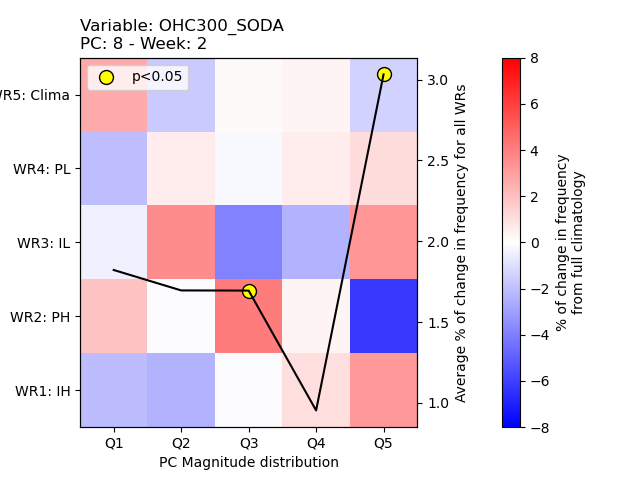 Variable: OHC300_SODA
PC: 8 - Week: 2
p<0.05
WR5: Clima
WR4: PL
WR3: IL
WR2: PH
WR1: IH
Q1 Q2 Q3 Q4 Q5
PC Magnitude distribution
3.0
2.5
2.0
1.5
1.0
Average % of change in frequency for all WRs
8
6
4
2
0
−2
−4
−6
−8
% of change in frequency
from full climatology